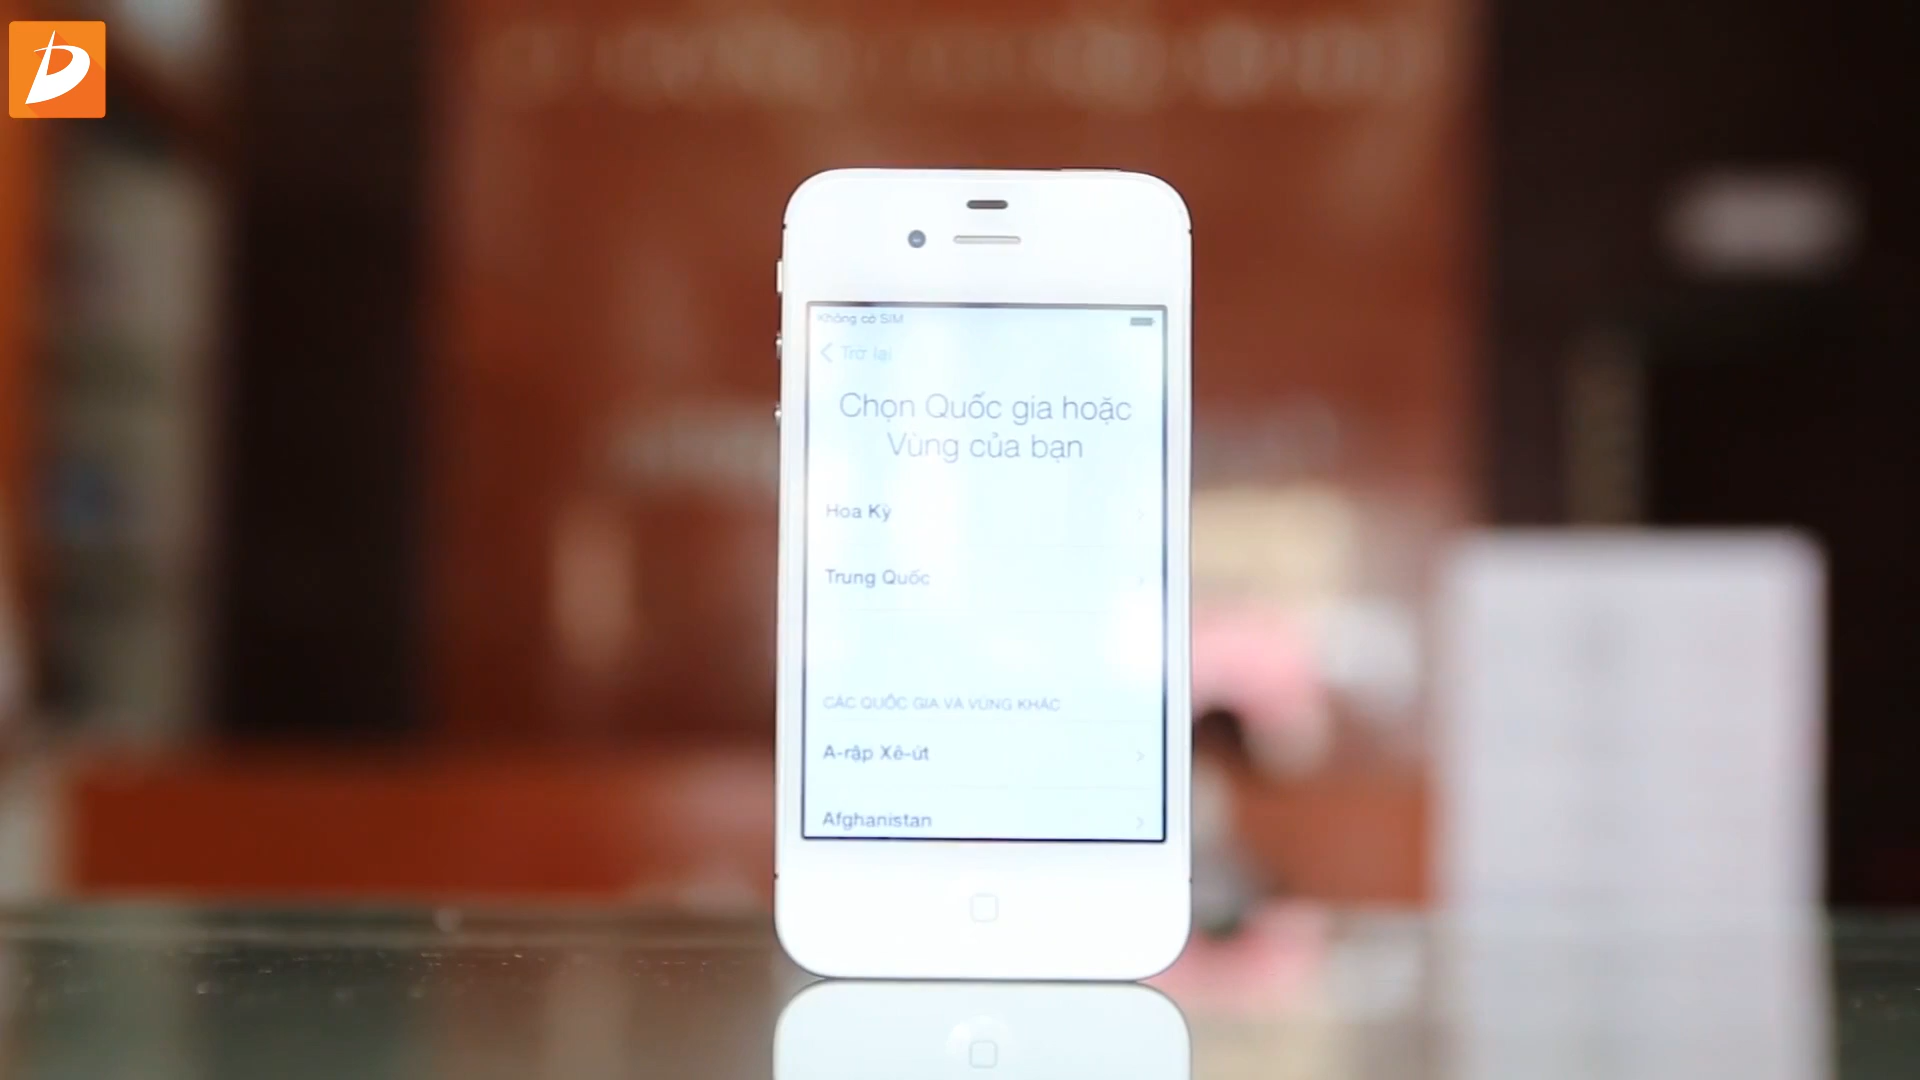 Không có SIM
Trở lại
Chọn Quốc gia hoặc
Vùng của bạn
Hoa Kỳ
Trung Quốc
CÁC QUỐC GIA VÀ VÙNG KHÁC
A-rập Xê-út
Afghanistan